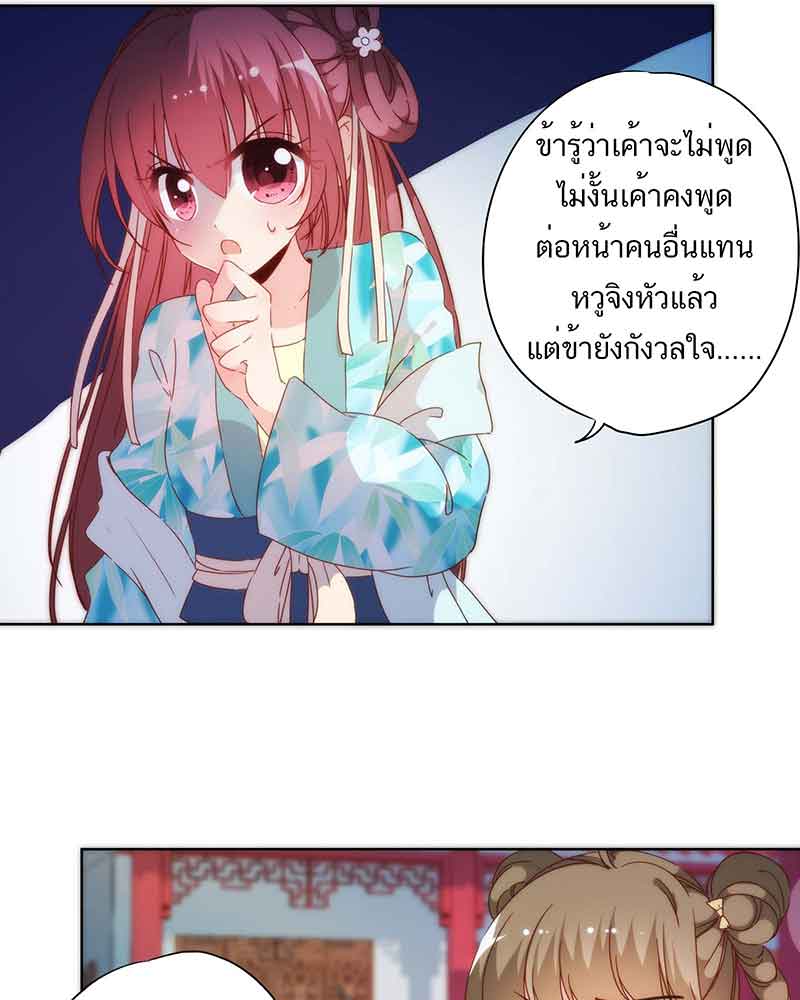 ข้ารู้ว่าเค้าจะไม่พูด
ไม่งั้นเค้าคงพูด
ต่อหน้าคนอื่นแทน
หวูจิงหัวแล้ว
แต่ข้ายังกังวลใจ......